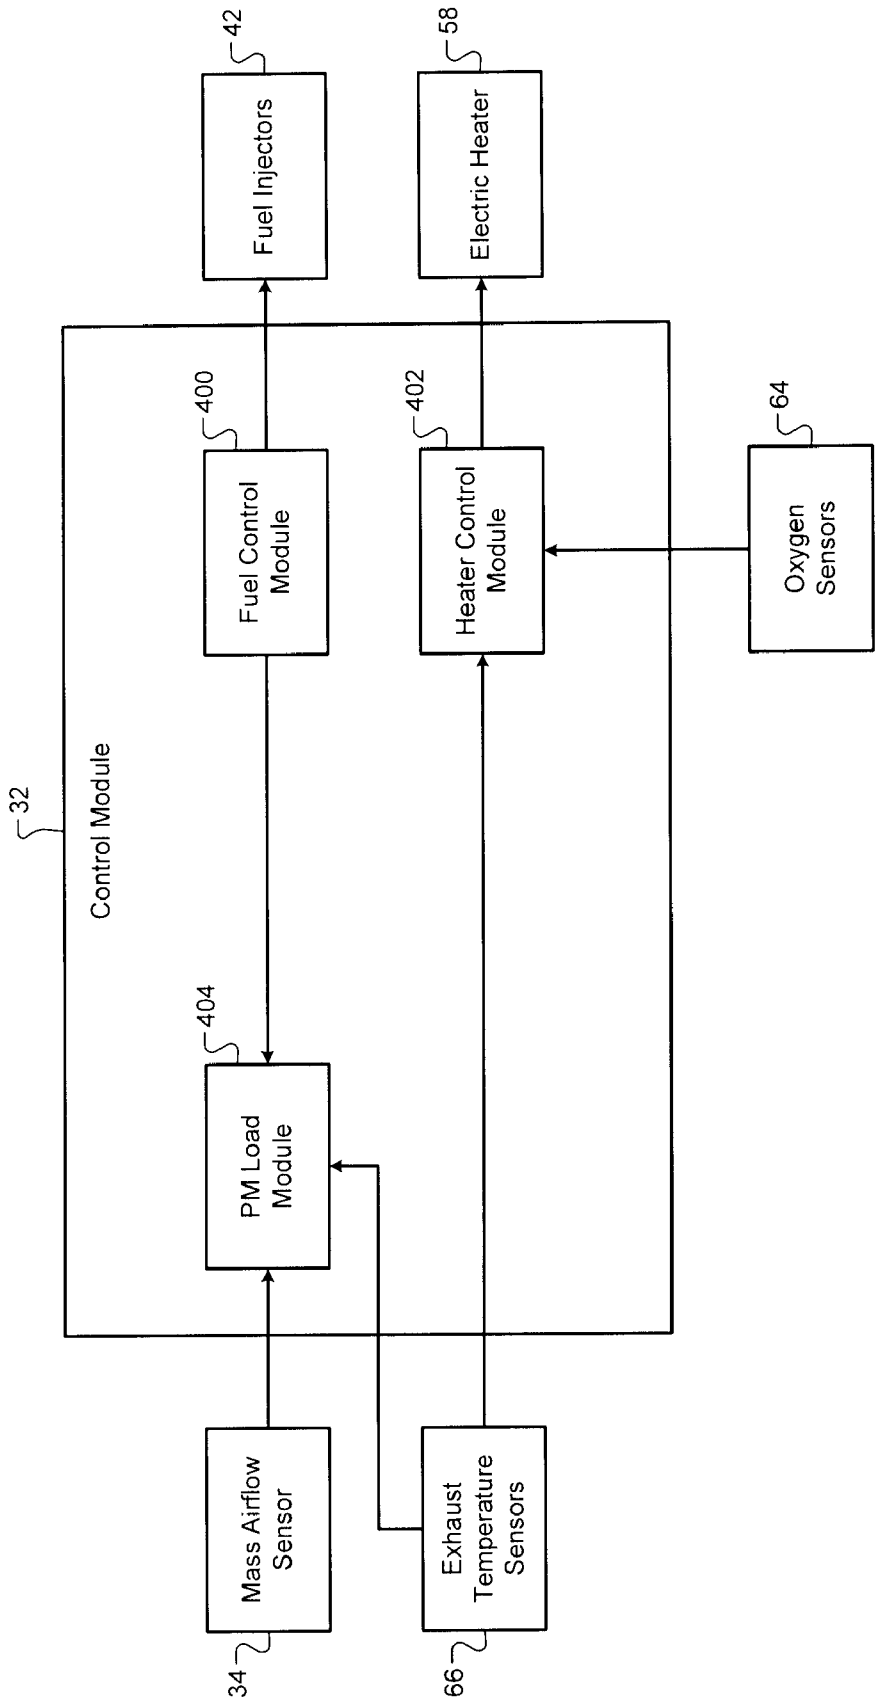 32
Control Module
34
Mass Airflow
Sensor
404
PM Load
Module
400
Fuel Control
Module
42
Fuel Injectors
66
Exhaust
Temperature
Sensors
402
Heater Control
Module
58
Electric Heater
64
Oxygen
Sensors